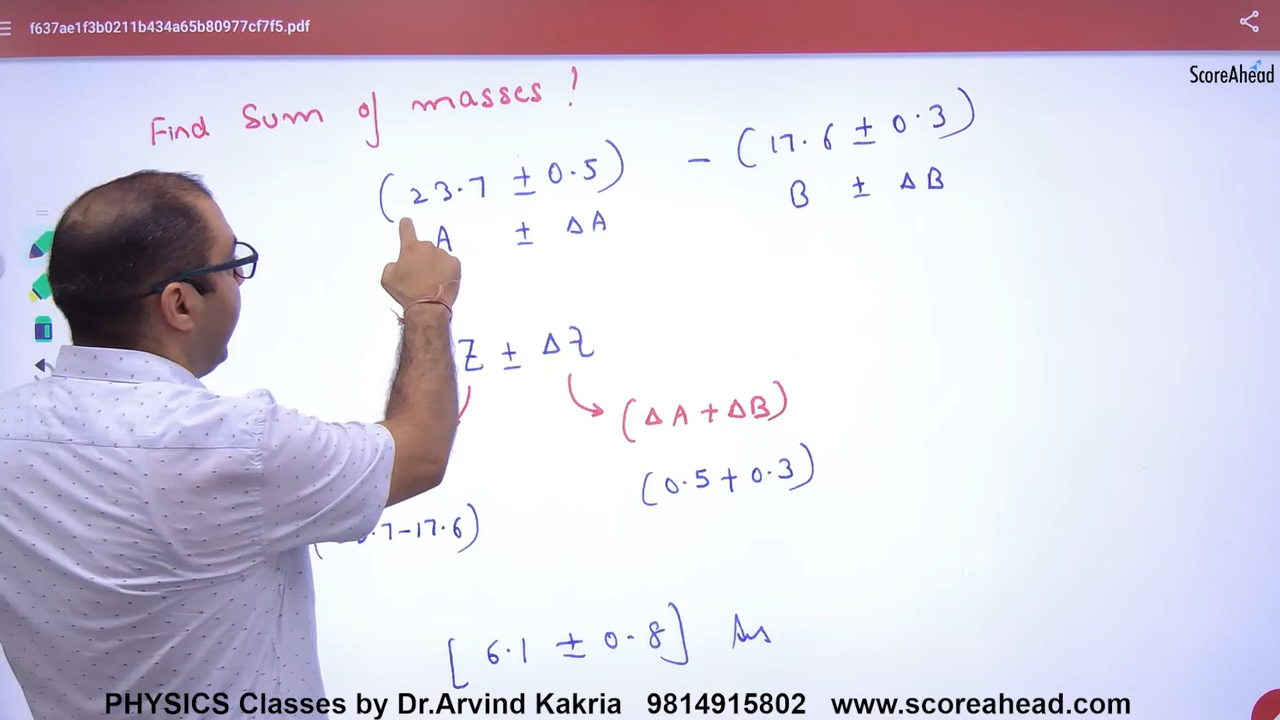 f637ae1f3b0211b434a65b80977cf7f5.pdf
ScoreAhead
Find Sum of masses !
(23.7 ± 0.5) - (17.6 ± 0.3)
A ± ΔA B ± ΔB
Z ± ΔZ
(ΔA + ΔB)
(0.5 + 0.3)
.7-17.6)
[6.1 ± 0.8] Ans
PHYSICS Classes by Dr.Arvind Kakria 9814915802 www.scoreahead.com